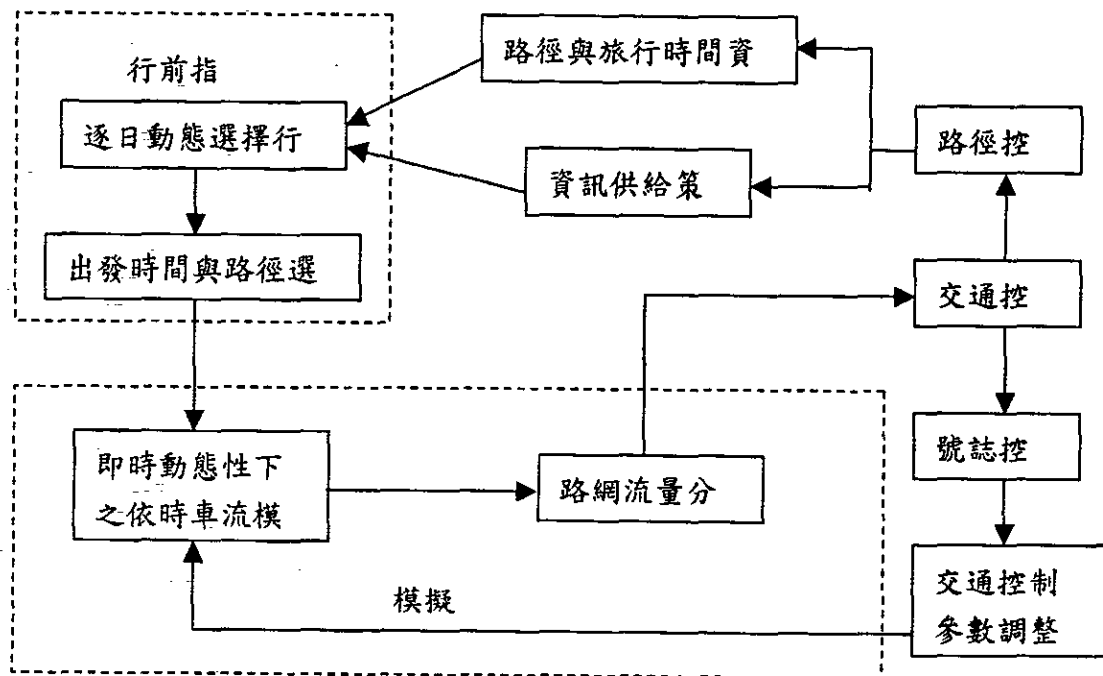 行前指
逐日動態選擇行
出發時間與路徑選
路徑與旅行時間資
資訊供給策
路徑控
交通控
號誌控
交通控制
參數調整
即時動態性下
之依時車流模
路網流量分
模擬